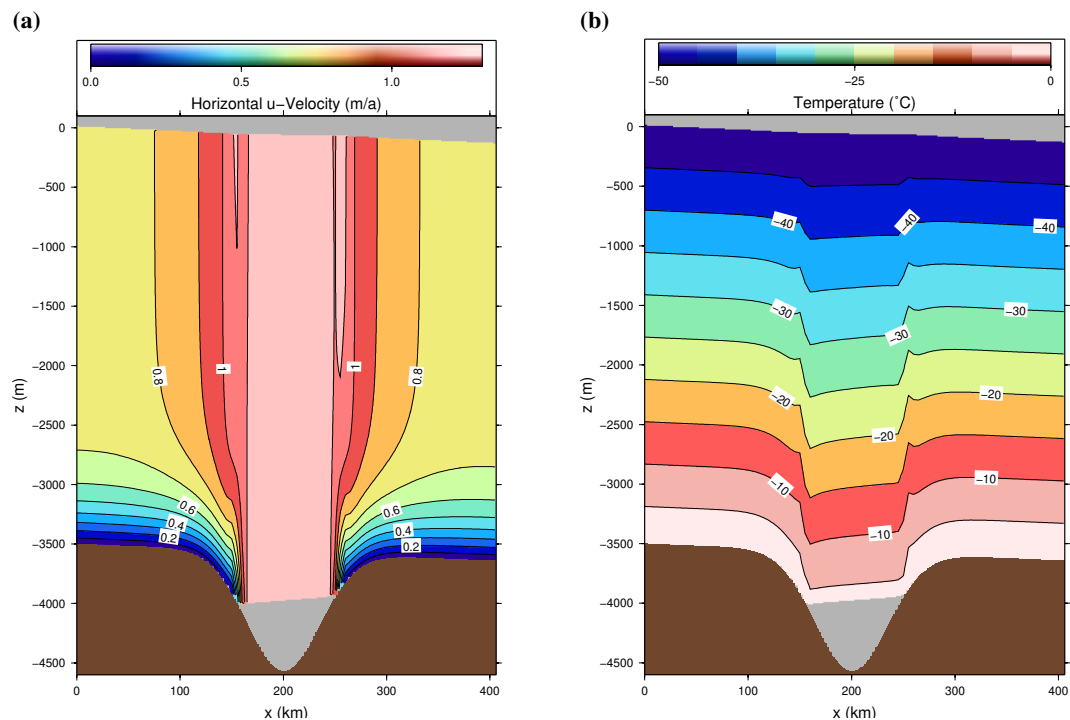 (a)
0.0 0.5 1.0
Horizontal u−Velocity (m/a)
0
−500
−1000
−1500
−2000
−2500
−3000
−3500
−4000
−4500
z (m)
0.8 1 1 0.8
0.6 0.6
0.4 0.4
0.2 0.2
0 100 200 300 400
x (km)
(b)
−50 −25 0
Temperature (˚C)
0
−500
−1000
−1500
−2000
−2500
−3000
−3500
−4000
−4500
z (m)
−40 −40 −40
−30 −30 −30
−20 −20 −20
−10 −10 −10
0 100 200 300 400
x (km)